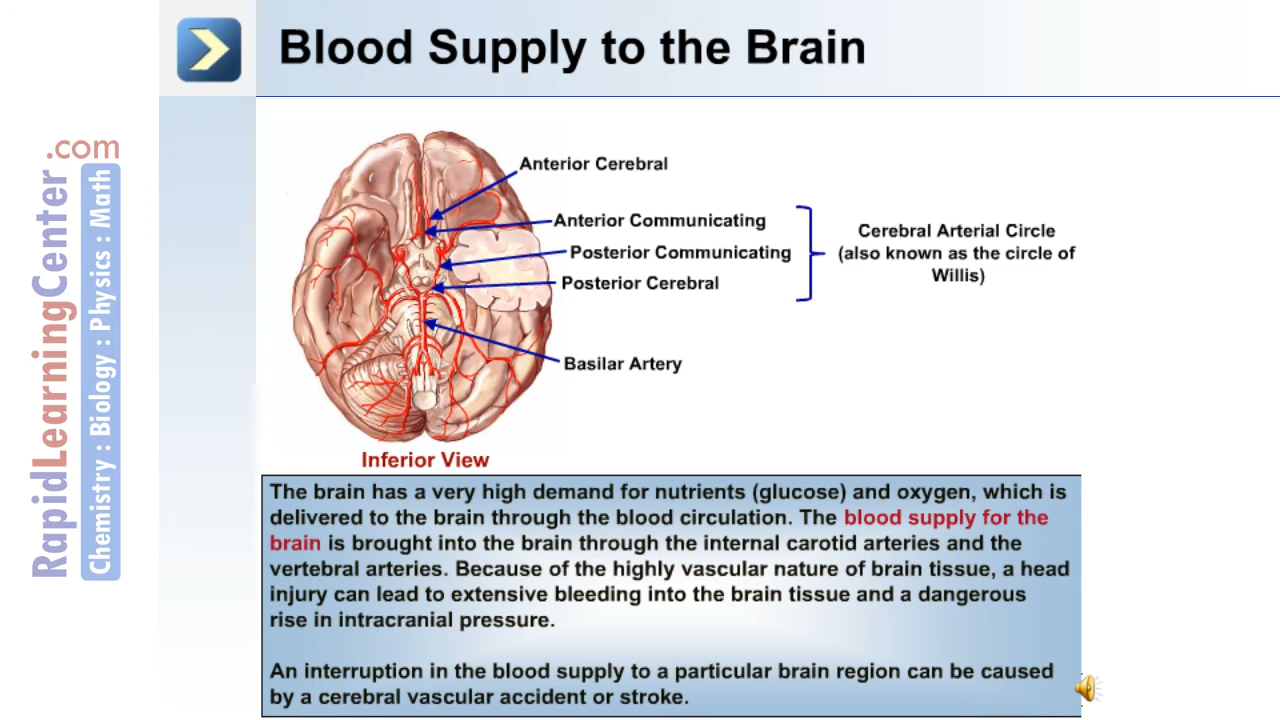 Blood Supply to the Brain
RapidLearningCenter.com
Chemistry : Biology : Physics : Math
Anterior Cerebral
Anterior Communicating
Posterior Communicating
Posterior Cerebral
Basilar Artery
Cerebral Arterial Circle
(also known as the circle of
Willis)
Inferior View
The brain has a very high demand for nutrients (glucose) and oxygen, which is
delivered to the brain through the blood circulation. The blood supply for the
brain is brought into the brain through the internal carotid arteries and the
vertebral arteries. Because of the highly vascular nature of brain tissue, a head
injury can lead to extensive bleeding into the brain tissue and a dangerous
rise in intracranial pressure.
An interruption in the blood supply to a particular brain region can be caused
by a cerebral vascular accident or stroke.